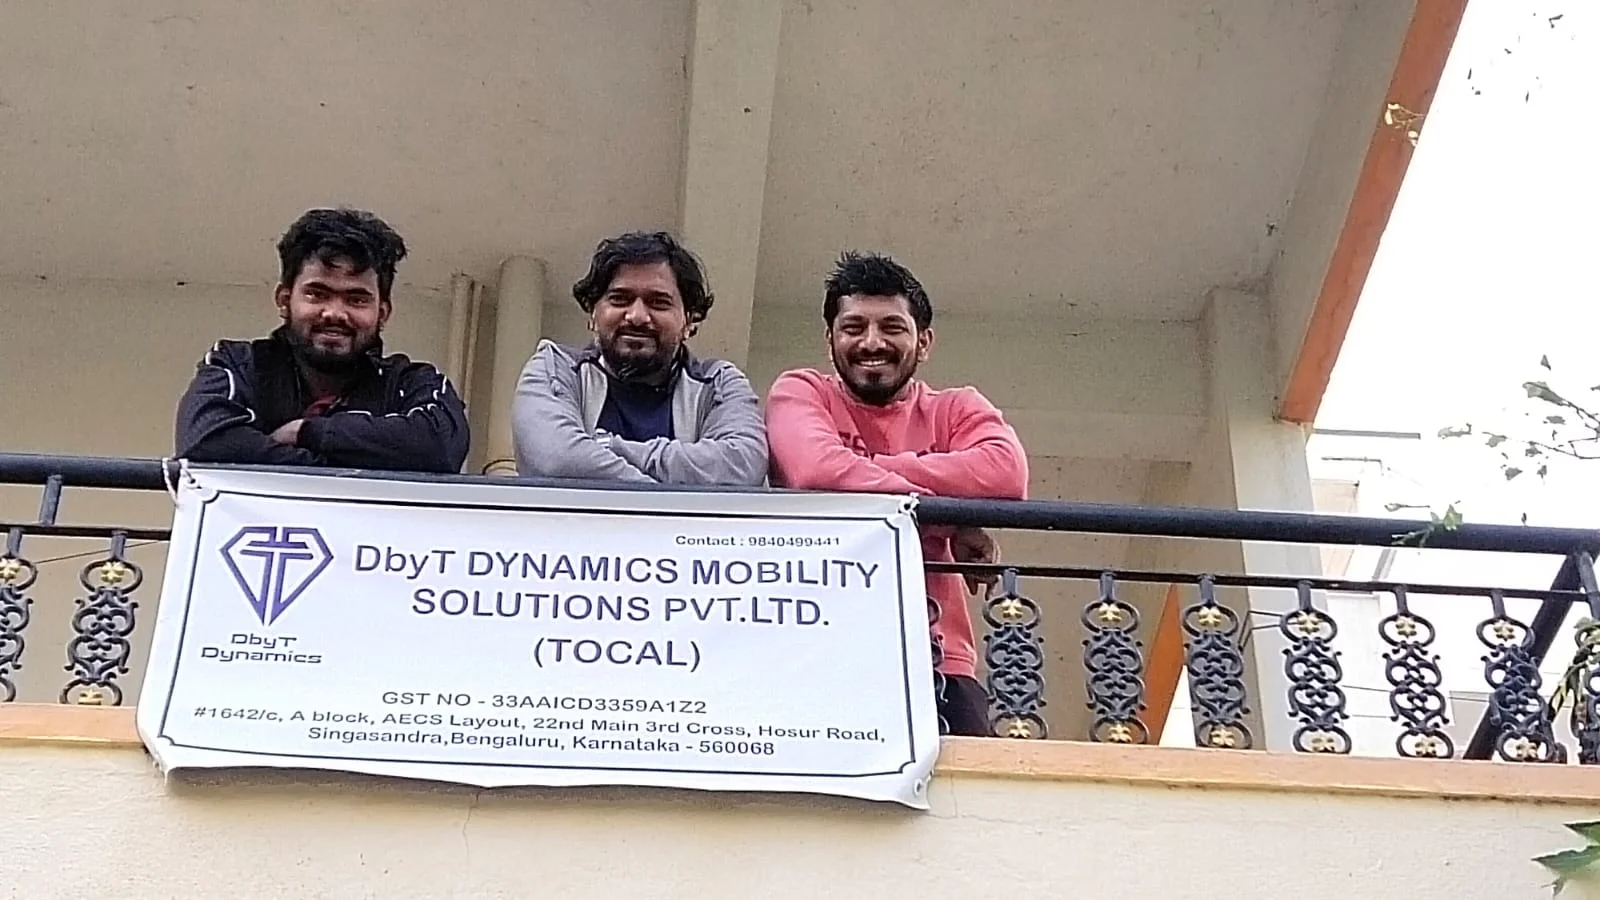 Contact : 9840499441
DbyT DYNAMICS MOBILITY
SOLUTIONS PVT.LTD.
(TOCAL)
DbyT
Dynamics
GST NO - 33AAICD3359A1Z2
#1642/c, A block, AECS Layout, 22nd Main 3rd Cross, Hosur Road,
Singasandra,Bengaluru, Karnataka - 560068